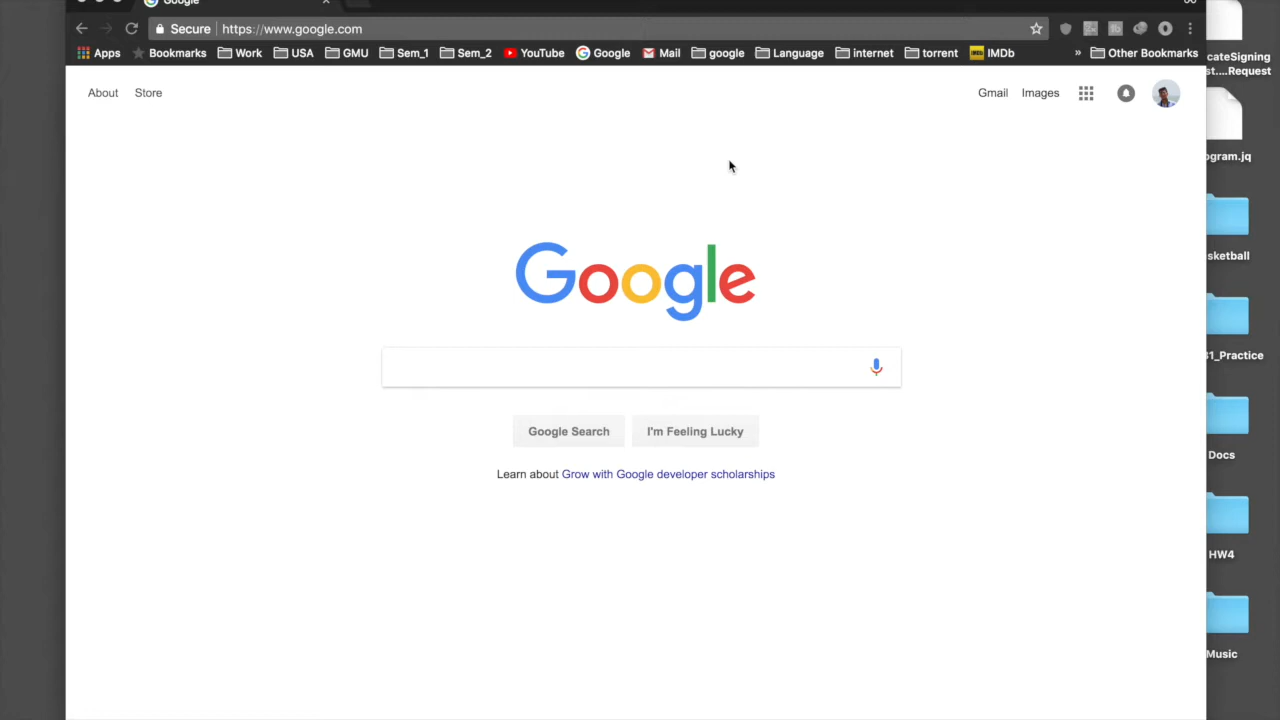 Google
Secure https://www.google.com
Apps Bookmarks Work USA GMU Sem_1 Sem_2 YouTube Google Mail google Language internet torrent IMDb » Other Bookmarks
About Store Gmail Images
Google
Google Search I'm Feeling Lucky
Learn about Grow with Google developer scholarships
cateSigning
st....Request
ogram.jq
sketball
31_Practice
Docs
HW4
Music